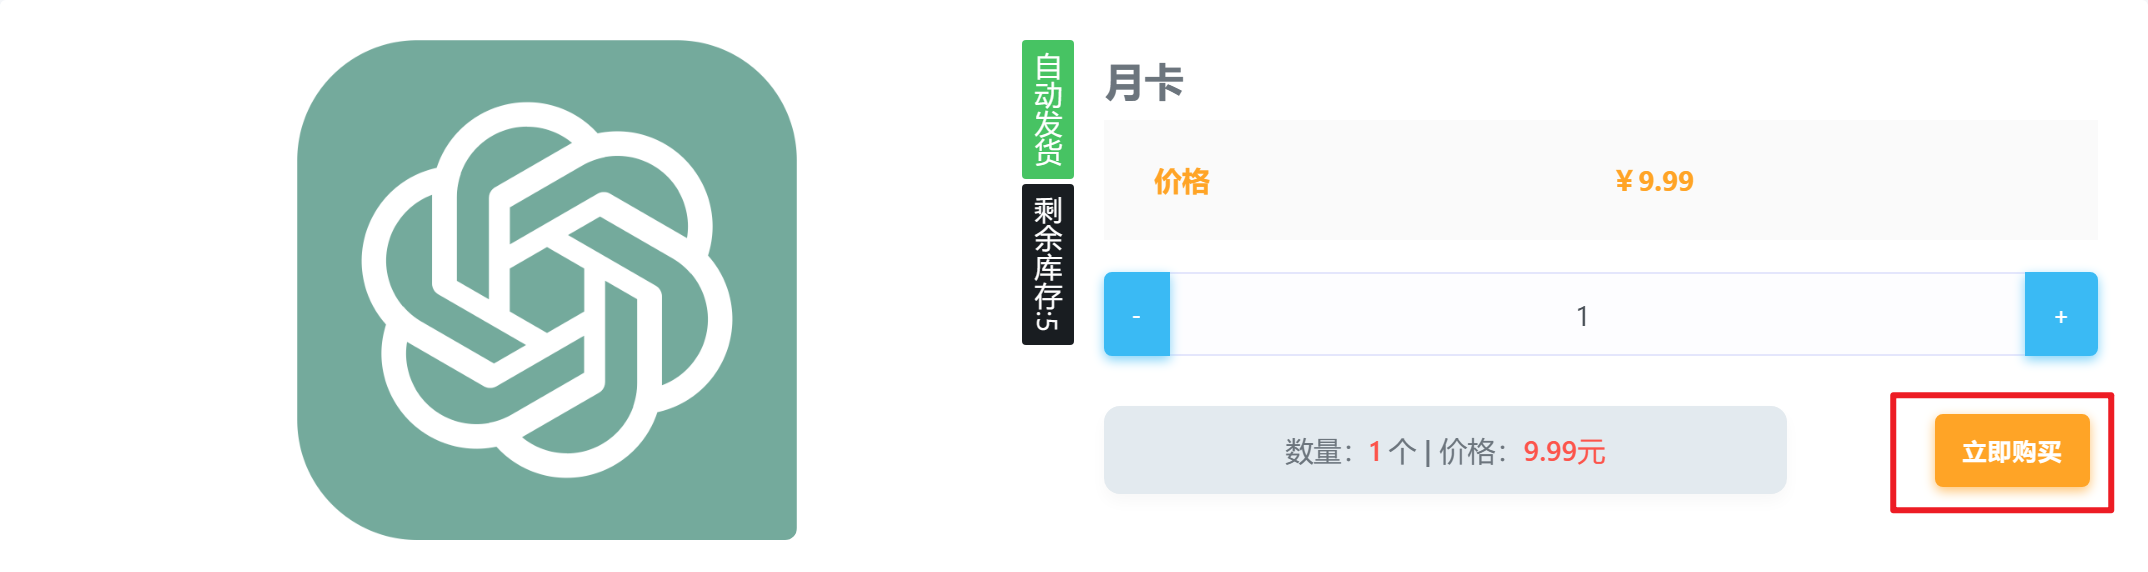 自动发货
剩余库存:5
月卡
价格 ¥ 9.99
- 1 +
数量：1 个 | 价格：9.99元
立即购买